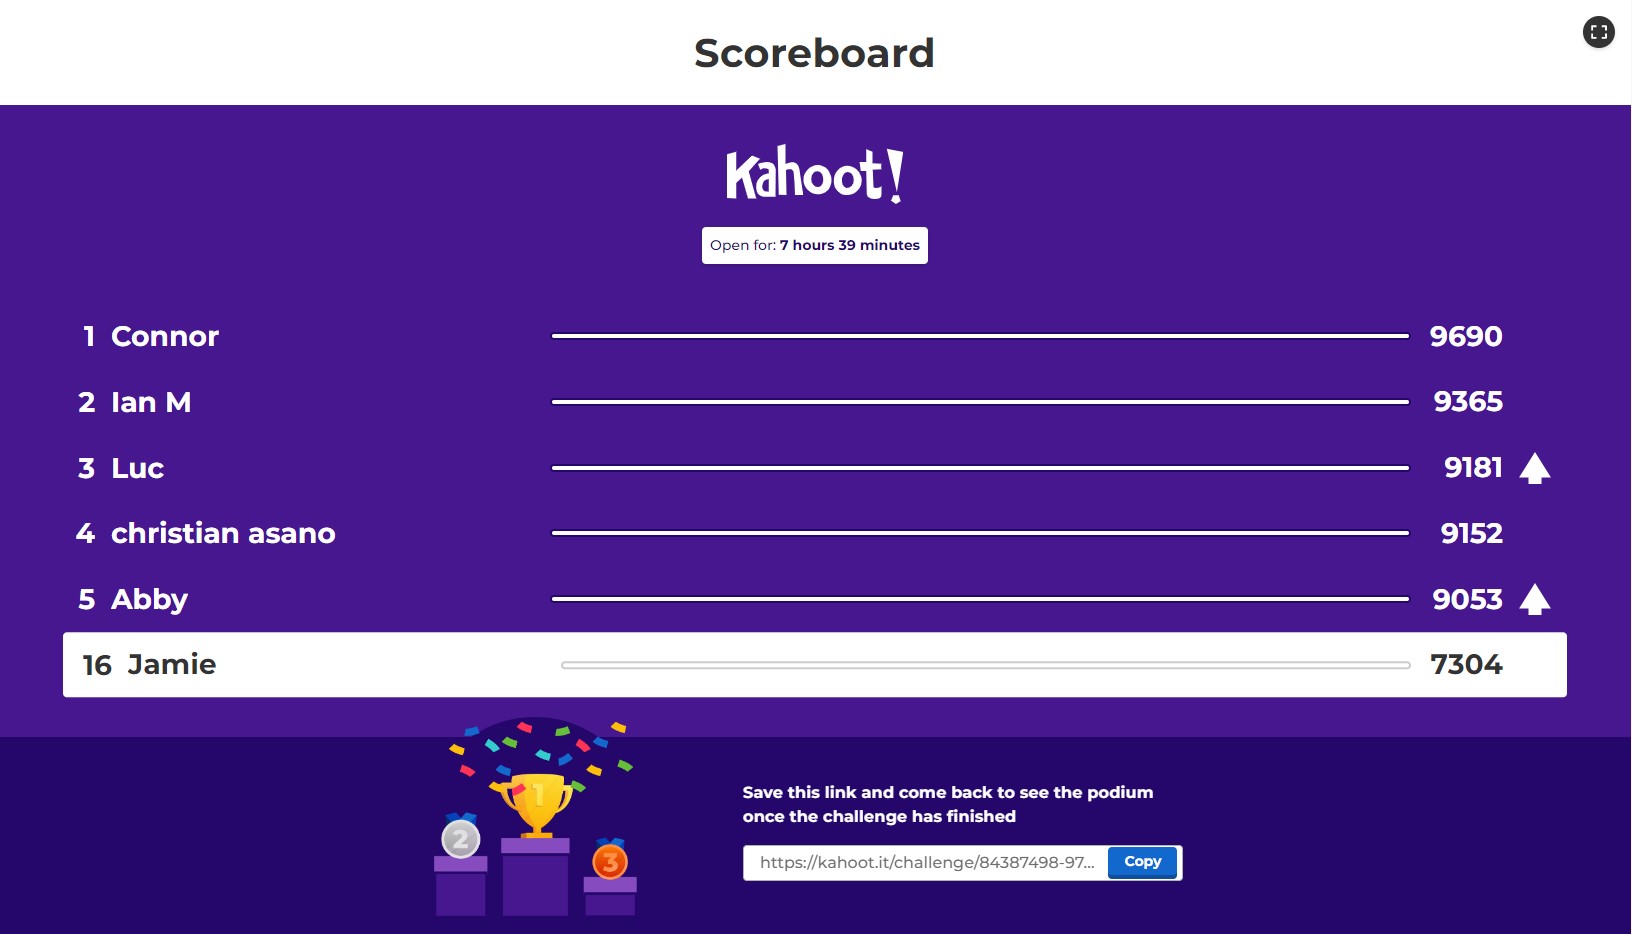 Scoreboard
Kahoot!
Open for: 7 hours 39 minutes
1 Connor 9690
2 Ian M 9365
3 Luc 9181
4 christian asano 9152
5 Abby 9053
16 Jamie 7304
1
2
3
Save this link and come back to see the podium
once the challenge has finished
https://kahoot.it/challenge/84387498-97... Copy